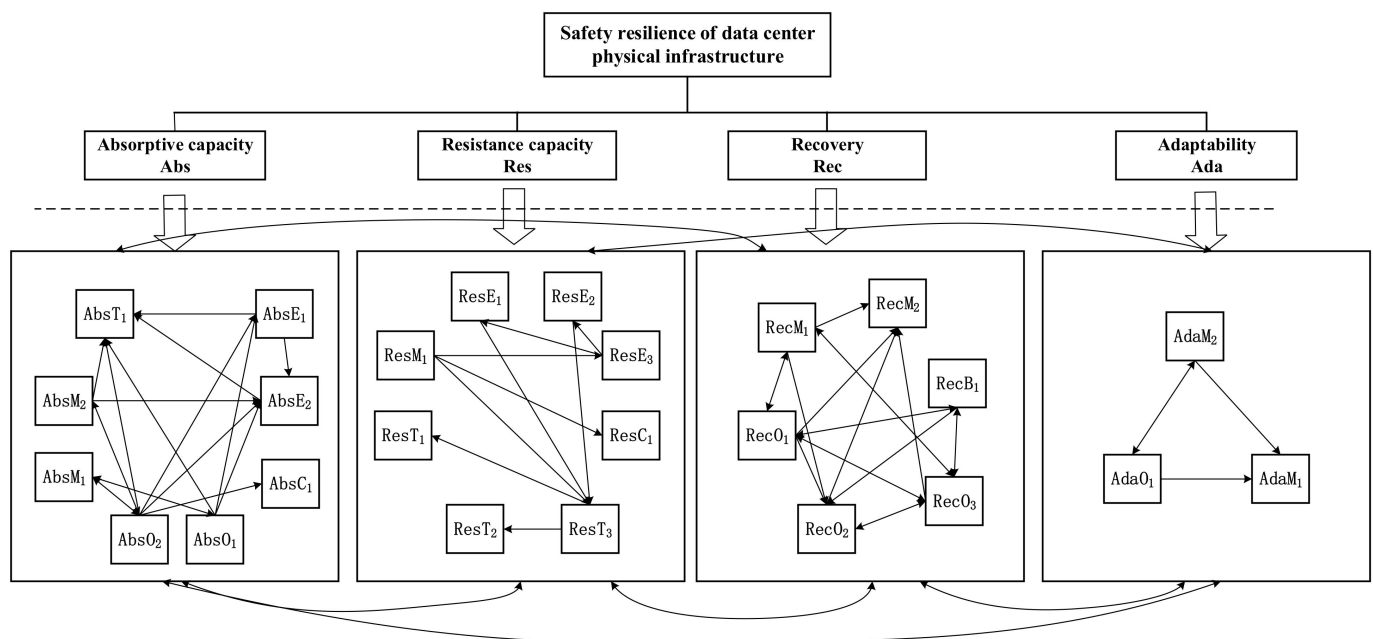 Safety resilience of data center
physical infrastructure
Absorptive capacity
Abs
Resistance capacity
Res
Recovery
Rec
Adaptability
Ada
AbsT₁
AbsE₁
AbsM₂
AbsE₂
AbsM₁
AbsC₁
AbsO₂
AbsO₁
ResE₁
ResE₂
ResM₁
ResE₃
ResT₁
ResC₁
ResT₂
ResT₃
RecM₁
RecM₂
RecB₁
RecO₁
RecO₃
RecO₂
AdaM₂
AdaO₁
AdaM₁